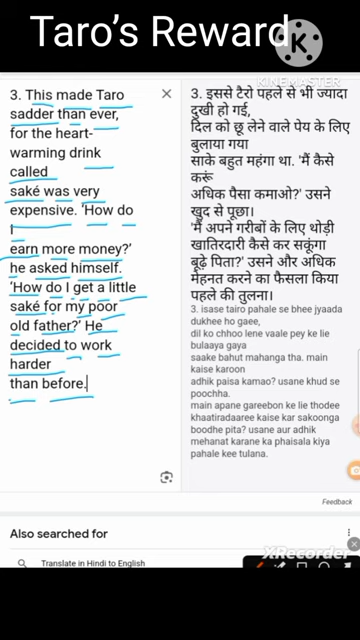 Taro's Reward
K
KINEMASTER
3. This made Taro
sadder than ever,
for the heart-
warming drink
called
saké was very
expensive. 'How do
I
earn more money?'
he asked himself.
'How do I get a little
saké for my poor
old father?' He
decided to work
harder
than before.
3. इससे टैरो पहले से भी ज्यादा
दुखी हो गई,
दिल को छू लेने वाले पेय के लिए
बुलाया गया
साके बहुत महंगा था. 'मैं कैसे
करूं
अधिक पैसा कमाओ?' उसने
खुद से पूछा।
'मैं अपने गरीबों के लिए थोड़ी
खातिरदारी कैसे कर सकूंगा
बूढ़े पिता?' उसने और अधिक
मेहनत करने का फैसला किया
पहले की तुलना।
3. isase tairo pahale se bhee jyaada
dukhee ho gaee,
dil ko chhoo lene vaale pey ke lie
bulaaya gaya
saake bahut mahanga tha. main
kaise karoon
adhik paisa kamao? usane khud se
poochha.
main apane gareebon ke lie thodee
khaatiradaaree kaise kar sakoonga
boodhe pita? usane aur adhik
mehanat karane ka phaisala kiya
pahale kee tulana.
Feedback
Also searched for
XRecorder
Translate in Hindi to English